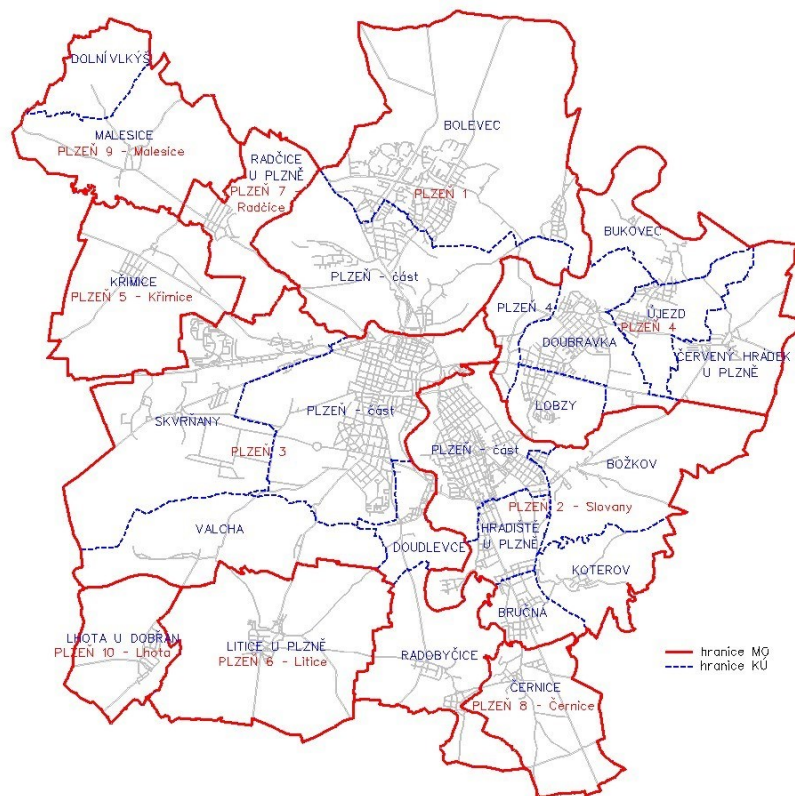 DOLNÍ VLKÝŠ
MALESICE
PLZEŇ 9 - Malesice
RADČICE
U PLZNĚ
PLZEŇ 7 -
Radčice
BOLEVEC
PLZEŇ 1
PLZEŇ - část
KŘIMICE
PLZEŇ 5 - Křimice
BUKOVEC
PLZEŇ 4
ÚJEZD
PLZEŇ 4
DOUBRAVKA
ČERVENÝ HRÁDEK
U PLZNĚ
LOBZY
SKVRŇANY
PLZEŇ - část
PLZEŇ 3
PLZEŇ - část
BOŽKOV
PLZEŇ 2 - Slovany
HRADIŠTĚ
U PLZNĚ
VALCHA
DOUDLEVCE
KOTEROV
BRUČNÁ
LHOTA U DOBŘAN
PLZEŇ 10 - Lhota
LITICE U PLZNĚ
PLZEŇ 6 - Litice
RADOBYČICE
ČERNICE
PLZEŇ 8 - Černice
hranice MO
hranice KÚ